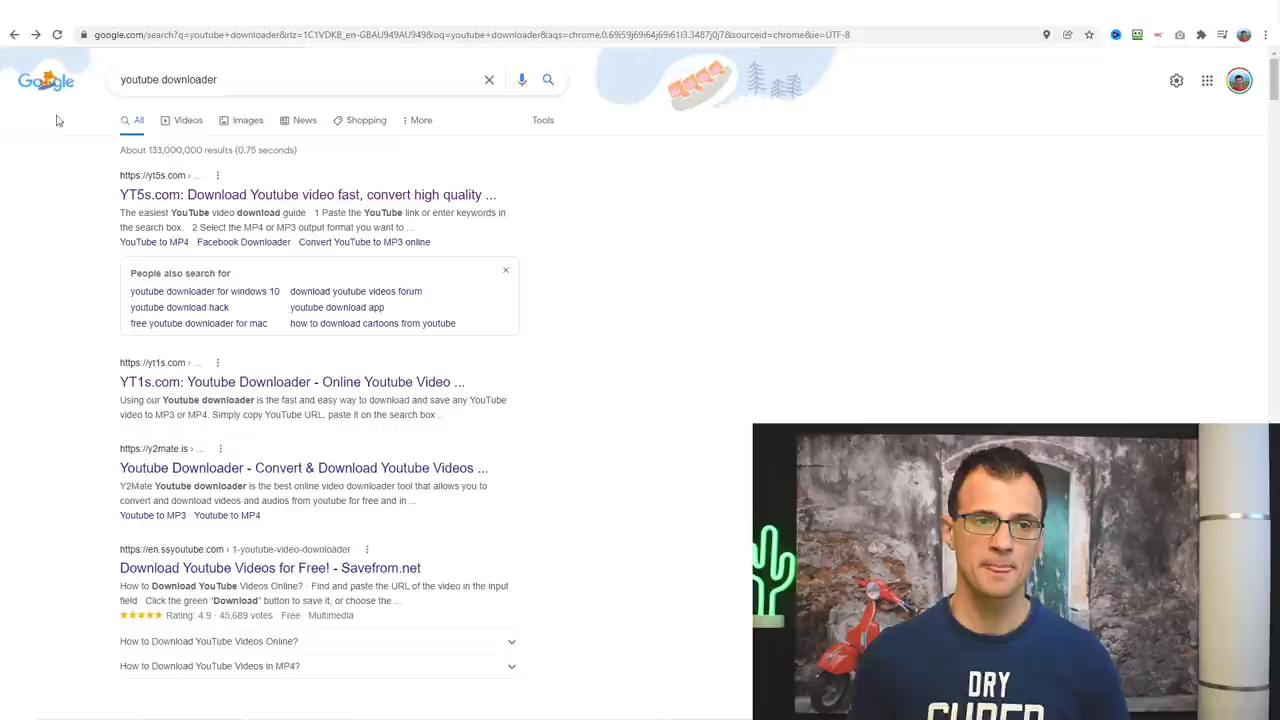 google.com/search?q=youtube+downloader&rlz=1C1VDKB_en-GBAU949AU949&oq=youtube+downloader&aqs=chrome.0.69i59j69i64j69i61l3.3487j0j7&sourceid=chrome&ie=UTF-8
Google
youtube downloader
All Videos Images News Shopping More Tools
About 133,000,000 results (0.75 seconds)
https://yt5s.com › ...
YT5s.com: Download Youtube video fast, convert high quality ...
The easiest YouTube video download guide · 1 Paste the YouTube link or enter keywords in
the search box. · 2 Select the MP4 or MP3 output format you want to ...
YouTube to MP4 Facebook Downloader Convert YouTube to MP3 online
People also search for
youtube downloader for windows 10 download youtube videos forum
youtube download hack youtube download app
free youtube downloader for mac how to download cartoons from youtube
https://yt1s.com › ...
YT1s.com: Youtube Downloader - Online Youtube Video ...
Using our Youtube downloader is the fast and easy way to download and save any YouTube
video to MP3 or MP4. Simply copy YouTube URL, paste it on the search box ..
https://y2mate.is › ...
Youtube Downloader - Convert & Download Youtube Videos ...
Y2Mate Youtube downloader is the best online video downloader tool that allows you to
convert and download videos and audios from youtube for free and in ...
Youtube to MP3 Youtube to MP4
https://en.ssyoutube.com › 1-youtube-video-downloader
Download Youtube Videos for Free! - Savefrom.net
How to Download YouTube Videos Online? · Find and paste the URL of the video in the input
field · Click the green "Download" button to save it, or choose the ...
Rating: 4.9 · 45,689 votes · Free · Multimedia
How to Download YouTube Videos Online?
How to Download YouTube Videos in MP4?
DRY